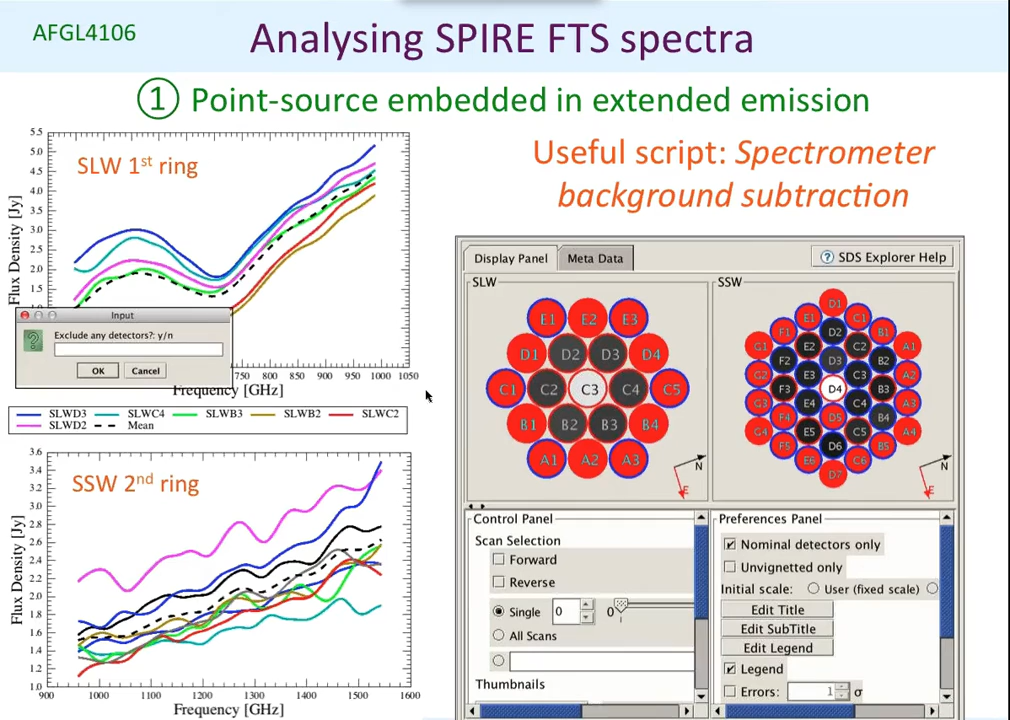 AFGL4106
Analysing SPIRE FTS spectra
① Point-source embedded in extended emission
Useful script: Spectrometer
background subtraction
SLW 1st ring
Flux Density [Jy]
5.5
5.0
4.5
4.0
3.5
3.0
2.5
2.0
1.5
1.0
Input
Exclude any detectors?: y/n
OK
Cancel
750 800 850 900 950 1000 1050
Frequency [GHz]
SLWD3 SLWC4 SLWB3 SLWB2 SLWC2
SLWD2 Mean
SSW 2nd ring
Flux Density [Jy]
3.6
3.4
3.2
3.0
2.8
2.6
2.4
2.2
2.0
1.8
1.6
1.4
1.2
1.0
900 1000 1100 1200 1300 1400 1500 1600
Frequency [GHz]
Display Panel
Meta Data
SDS Explorer Help
SLW
E1 E2 E3
D1 D2 D3 D4
C1 C2 C3 C4 C5
B1 B2 B3 B4
A1 A2 A3
N
E
SSW
D1
E1 C1
F1 D2 B1
G1 E2 C2 A1
F2 D3 B2
G2 E3 C3 A2
F3 D4 B3
G3 E4 C4 A3
F4 D5 B4
G4 E5 C5 A4
F5 D6 B5
E6 C6
D7
N
E
Control Panel
Scan Selection
Forward
Reverse
Single 0 0
All Scans
Thumbnails
Preferences Panel
Nominal detectors only
Unvignetted only
Initial scale: User (fixed scale)
Edit Title
Edit SubTitle
Edit Legend
Legend
Errors: 1 σ